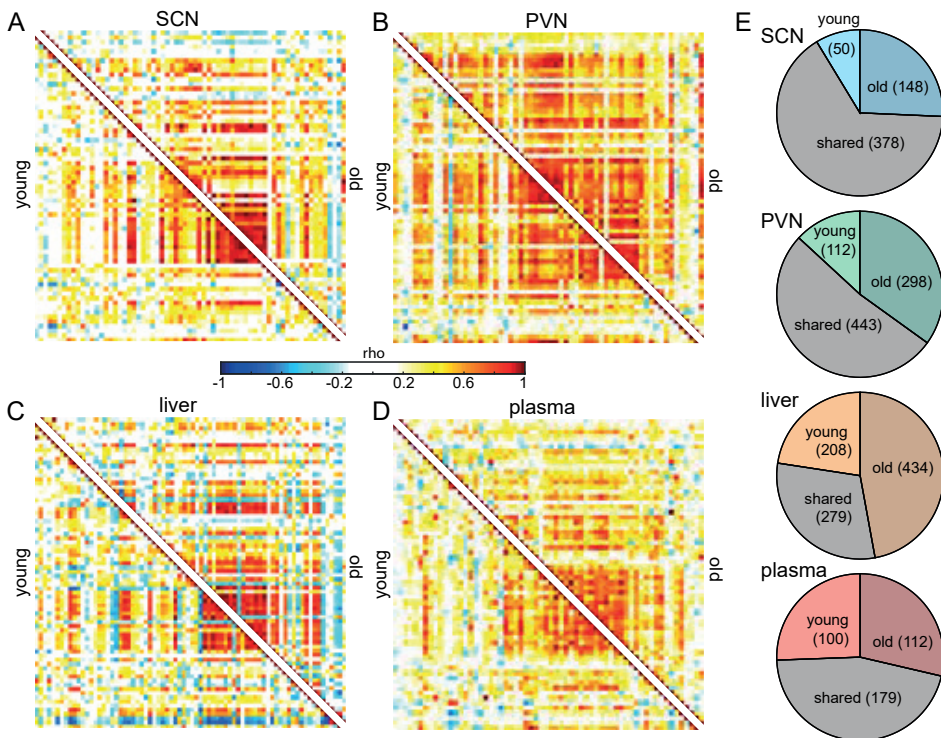 A
SCN
young
old
B
PVN
young
old
rho
-1
-0.6
-0.2
0.2
0.6
1
C
liver
young
old
D
plasma
young
old
E
SCN
young
(50)
old (148)
shared (378)
PVN
young
(112)
old (298)
shared (443)
liver
young
(208)
old (434)
shared
(279)
plasma
young
(100)
old (112)
shared (179)